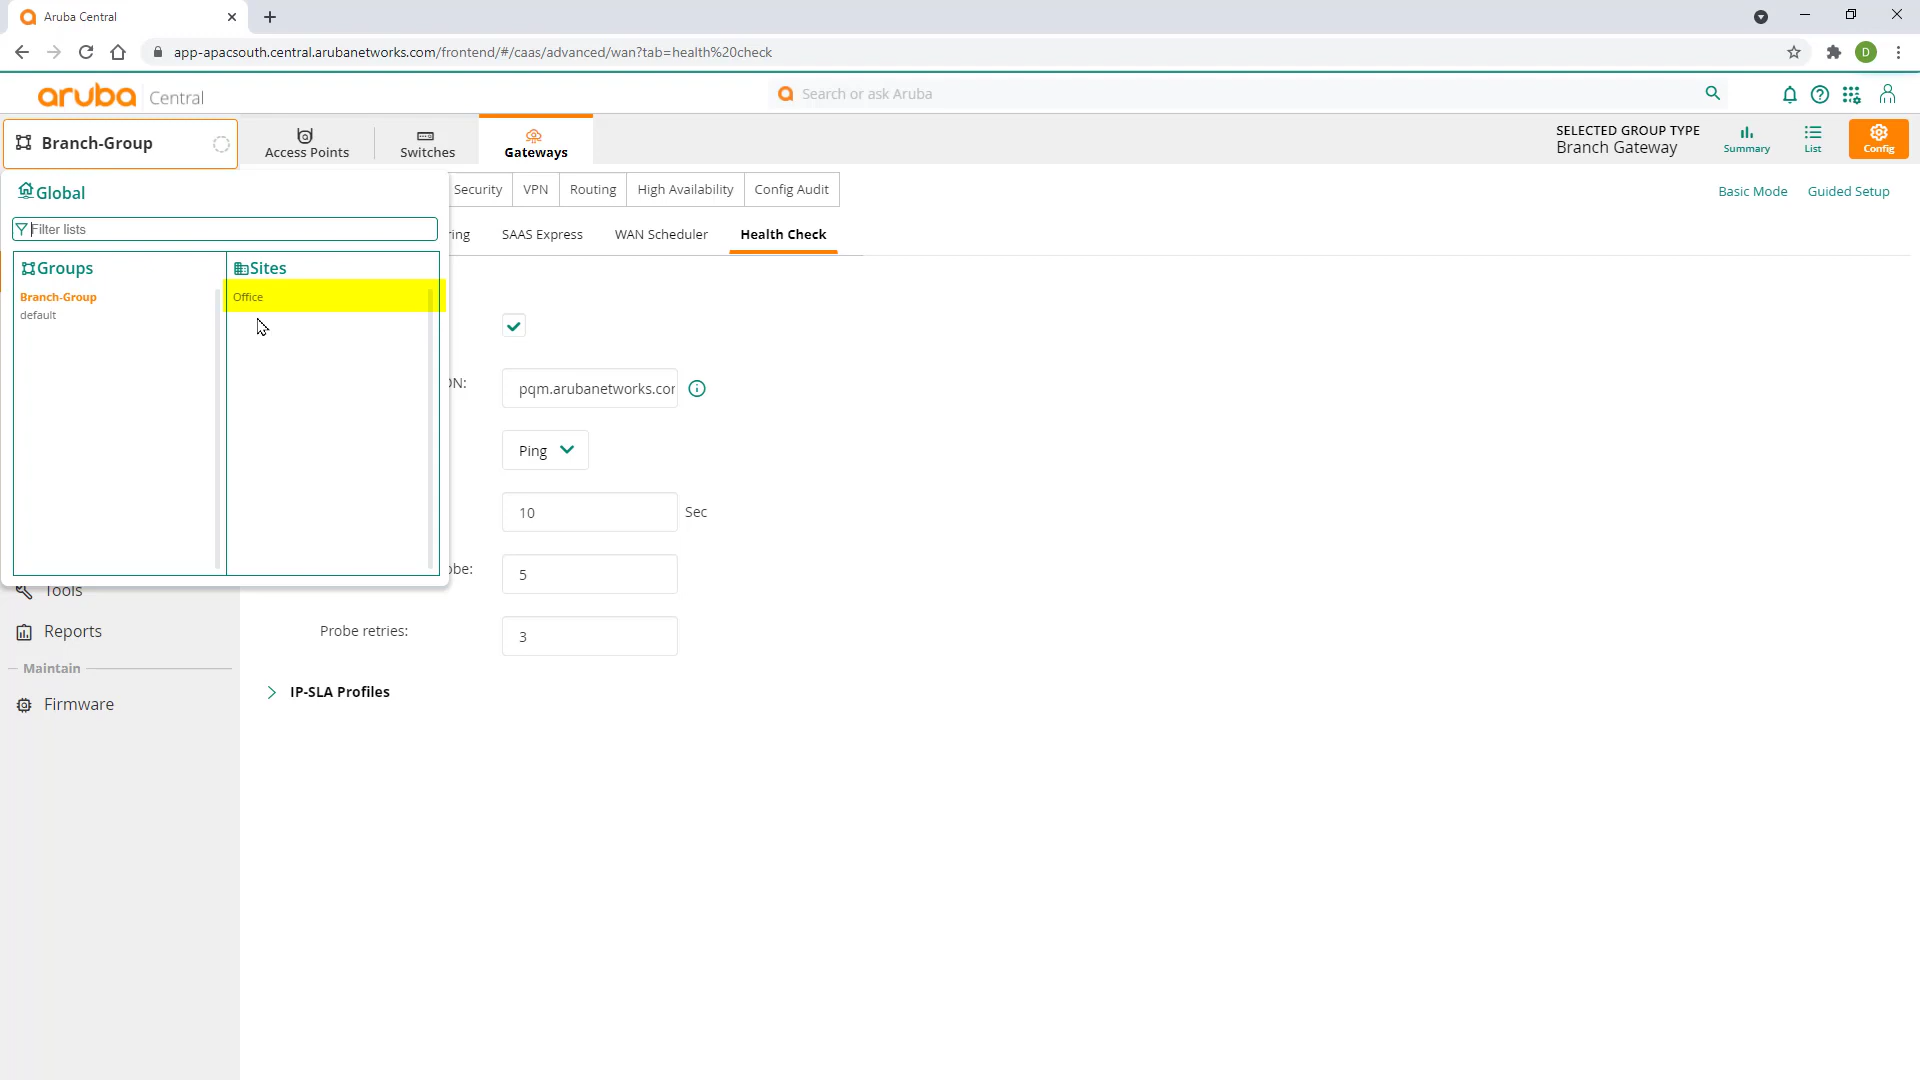 Aruba Central
app-apacsouth.central.arubanetworks.com/frontend/#/caas/advanced/wan?tab=health%20check
D
aruba Central
Search or ask Aruba
Branch-Group
Access Points
Switches
Gateways
SELECTED GROUP TYPE
Branch Gateway
Summary
List
Config
Global
Security
VPN
Routing
High Availability
Config Audit
Basic Mode
Guided Setup
Filter lists
ring
SAAS Express
WAN Scheduler
Health Check
Groups
Sites
Branch-Group
Office
default
DN:
pqm.arubanetworks.cor
Ping
10
Sec
obe:
5
Tools
Reports
Probe retries:
3
Maintain
IP-SLA Profiles
Firmware